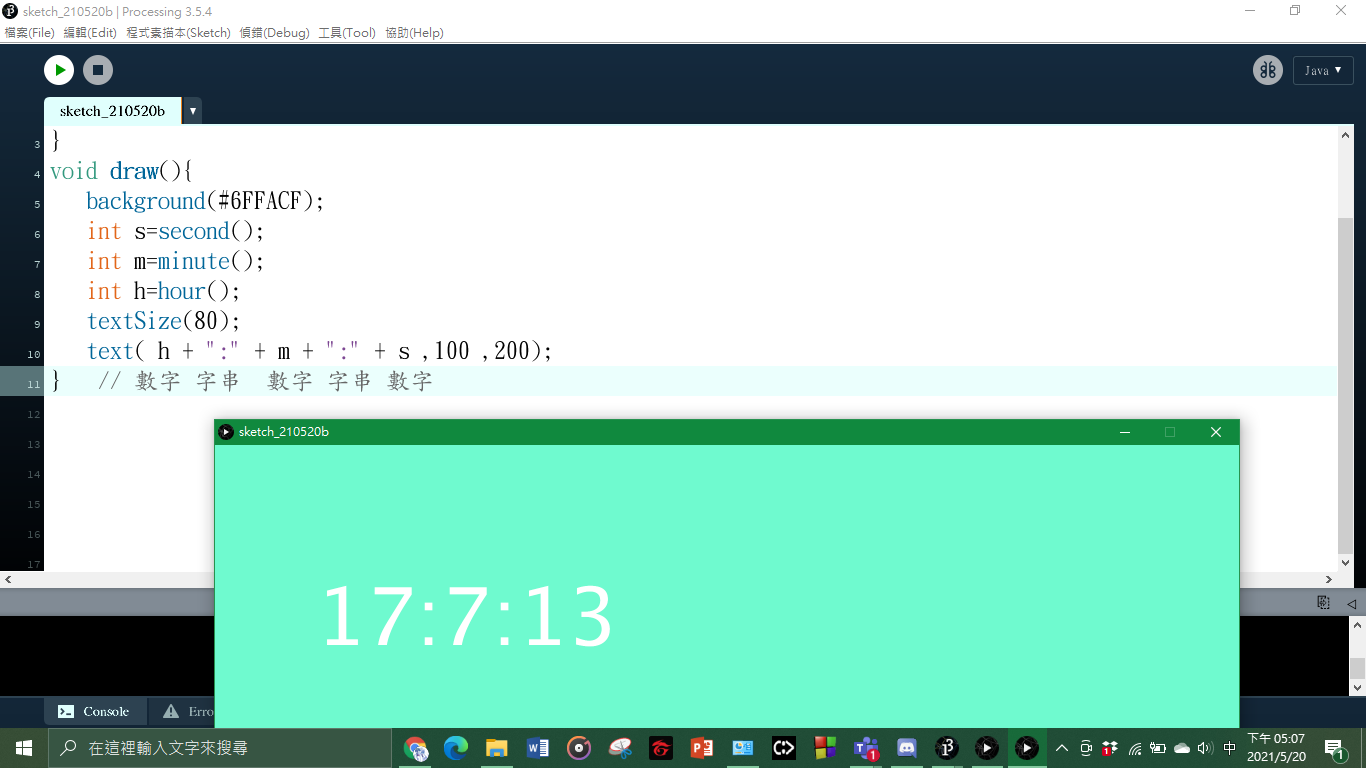 sketch_210520b | Processing 3.5.4
檔案(File) 編輯(Edit) 程式素描本(Sketch) 偵錯(Debug) 工具(Tool) 協助(Help)
Java ▼
sketch_210520b ▼
3 }
4 void draw(){
5 background(#6FFACF);
6 int s=second();
7 int m=minute();
8 int h=hour();
9 textSize(80);
10 text( h + ":" + m + ":" + s ,100 ,200);
11 } // 數字 字串 數字 字串 數字
12
13
14
15
16
17
sketch_210520b
17:7:13
Console Erro
在這裡輸入文字來搜尋
中
下午 05:07
2021/5/20
1
1